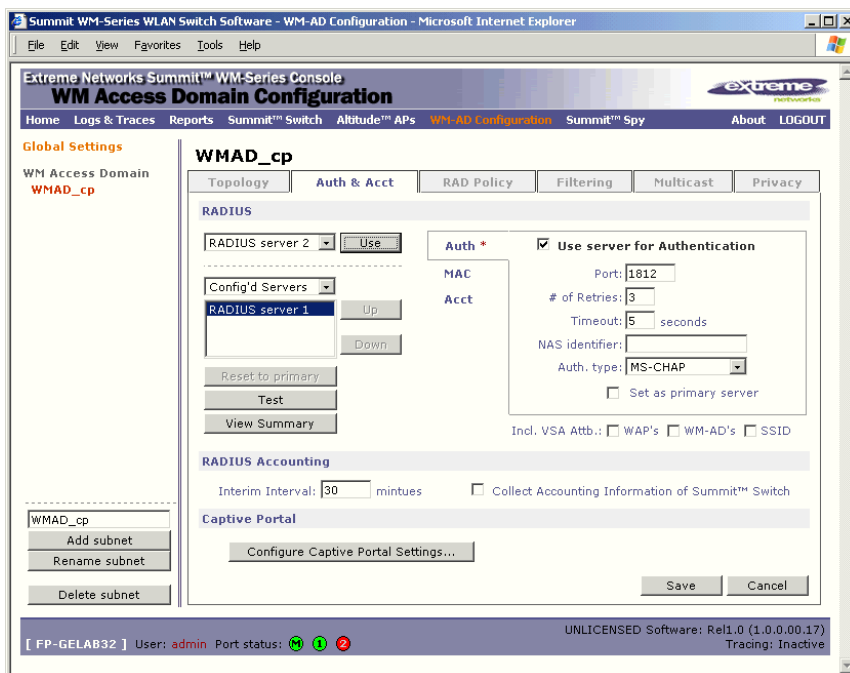 Summit WM-Series WLAN Switch Software - WM-AD Configuration - Microsoft Internet Explorer
File Edit View Favorites Tools Help
Extreme Networks Summit™ WM-Series Console
WM Access Domain Configuration
extreme networks
Home Logs & Traces Reports Summit™ Switch Altitude™ APs WM-AD Configuration Summit™ Spy About LOGOUT
Global Settings
WM Access Domain
WMAD_cp
WMAD_cp
Topology Auth & Acct RAD Policy Filtering Multicast Privacy
RADIUS
RADIUS server 2 Use
Auth * Use server for Authentication
MAC Port: 1812
Config'd Servers
Acct # of Retries: 3
RADIUS server 1 Up
Timeout: 5 seconds
Down NAS identifier:
Auth. type: MS-CHAP
Reset to primary
Set as primary server
Test
View Summary
Incl. VSA Attb.: WAP's WM-AD's SSID
RADIUS Accounting
Interim Interval: 30 mintues Collect Accounting Information of Summit™ Switch
Captive Portal
Configure Captive Portal Settings...
WMAD_cp
Add subnet
Rename subnet
Delete subnet
Save Cancel
[ FP-GELAB32 ] User: admin Port status: M 1 2
UNLICENSED Software: Rel1.0 (1.0.0.00.17)
Tracing: Inactive